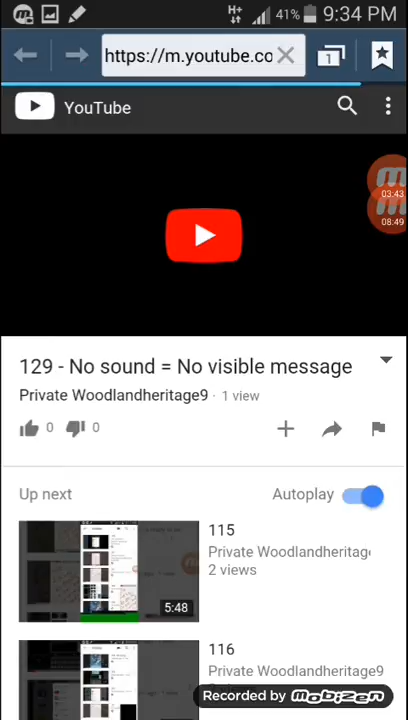 H+ 41% 9:34 PM
https://m.youtube.co
1
YouTube
03:43
08:49
129 - No sound = No visible message
Private Woodlandheritage9 · 1 view
0 0
Up next Autoplay
115
Private Woodlandheritag
2 views
5:48
116
Private Woodlandheritage9
Recorded by mobizen